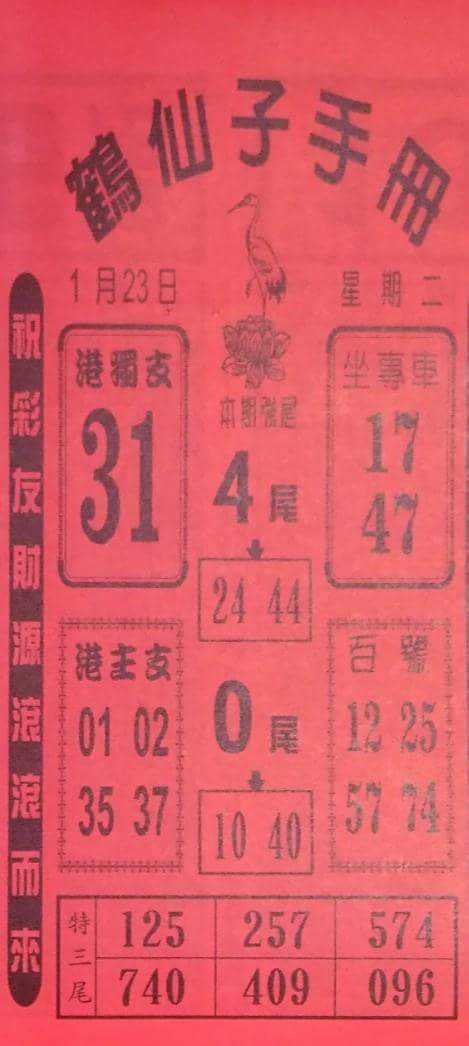 鶴仙子手冊
1月23日
星期二
祝彩友財源滾滾而來
港獨支
31
本期強尾
4尾
24 44
坐專車
17
47
港主支
01 02
35 37
0尾
10 40
百號
12 25
57 74
特三尾
125 257 574
740 409 096